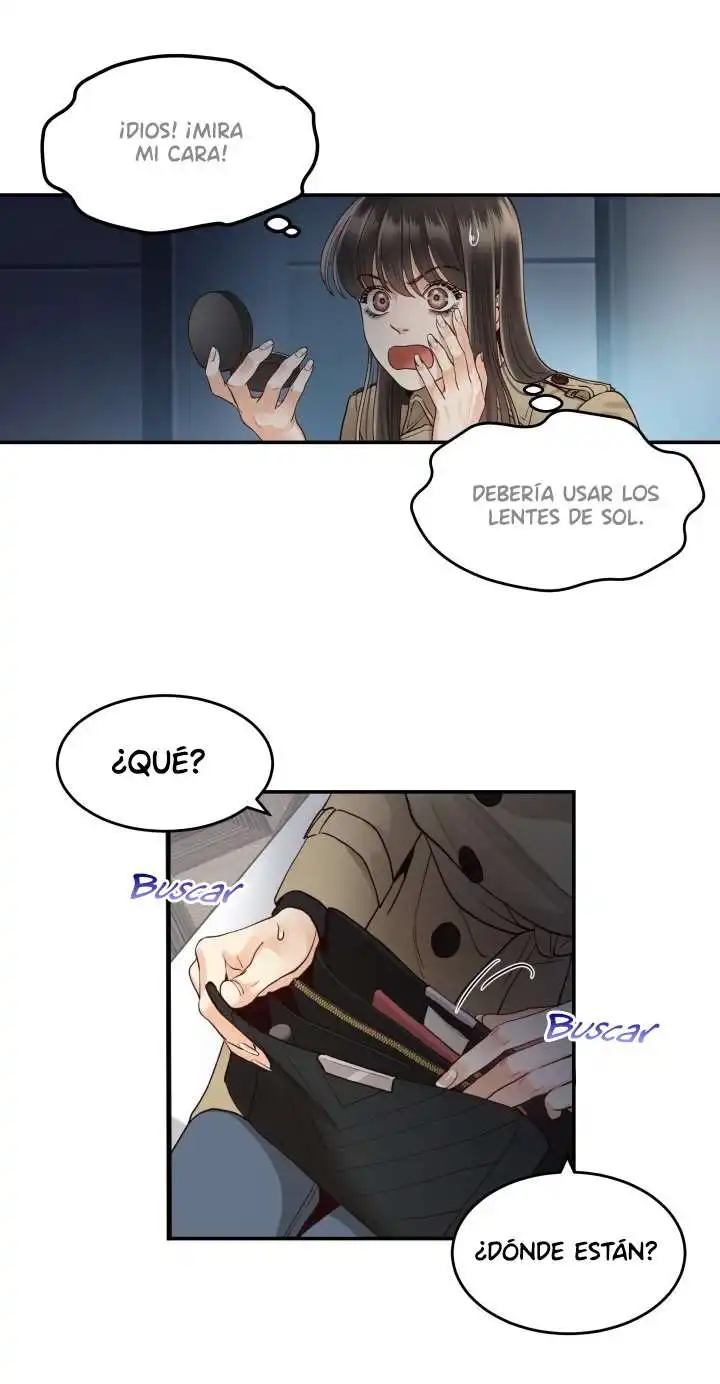 ¡DIOS! ¡MIRA
MI CARA!
DEBERÍA USAR LOS
LENTES DE SOL.
¿QUÉ?
Buscar
Buscar
¿DÓNDE ESTÁN?